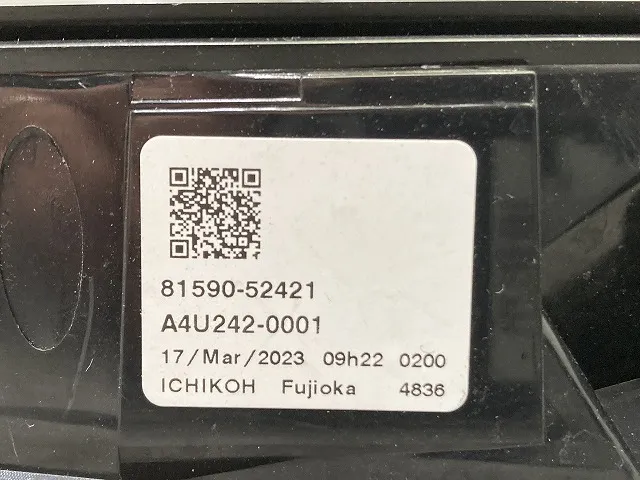 81590-52421
A4U242-0001
17/Mar/2023 09h22 0200
ICHIKOH Fujioka 4836